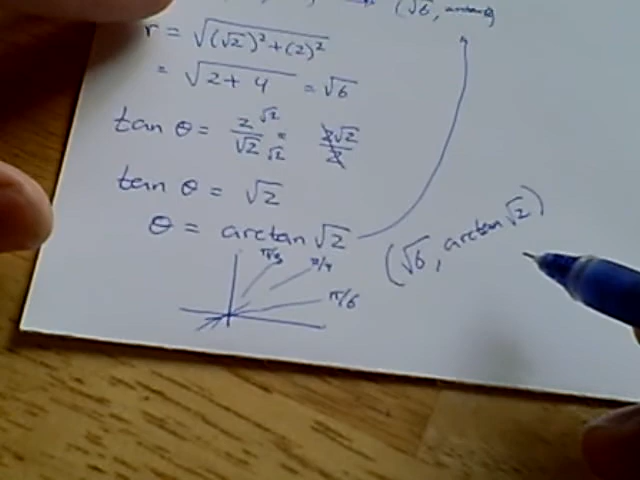 (√6, arctan
r = √((√2)² + (2)²)
= √(2 + 4) = √6
tan θ = 2/√2 √2/√2 = 2√2/2
tan θ = √2
θ = arctan √2
(√6, arctan √2)
π/3 π/4
π/6